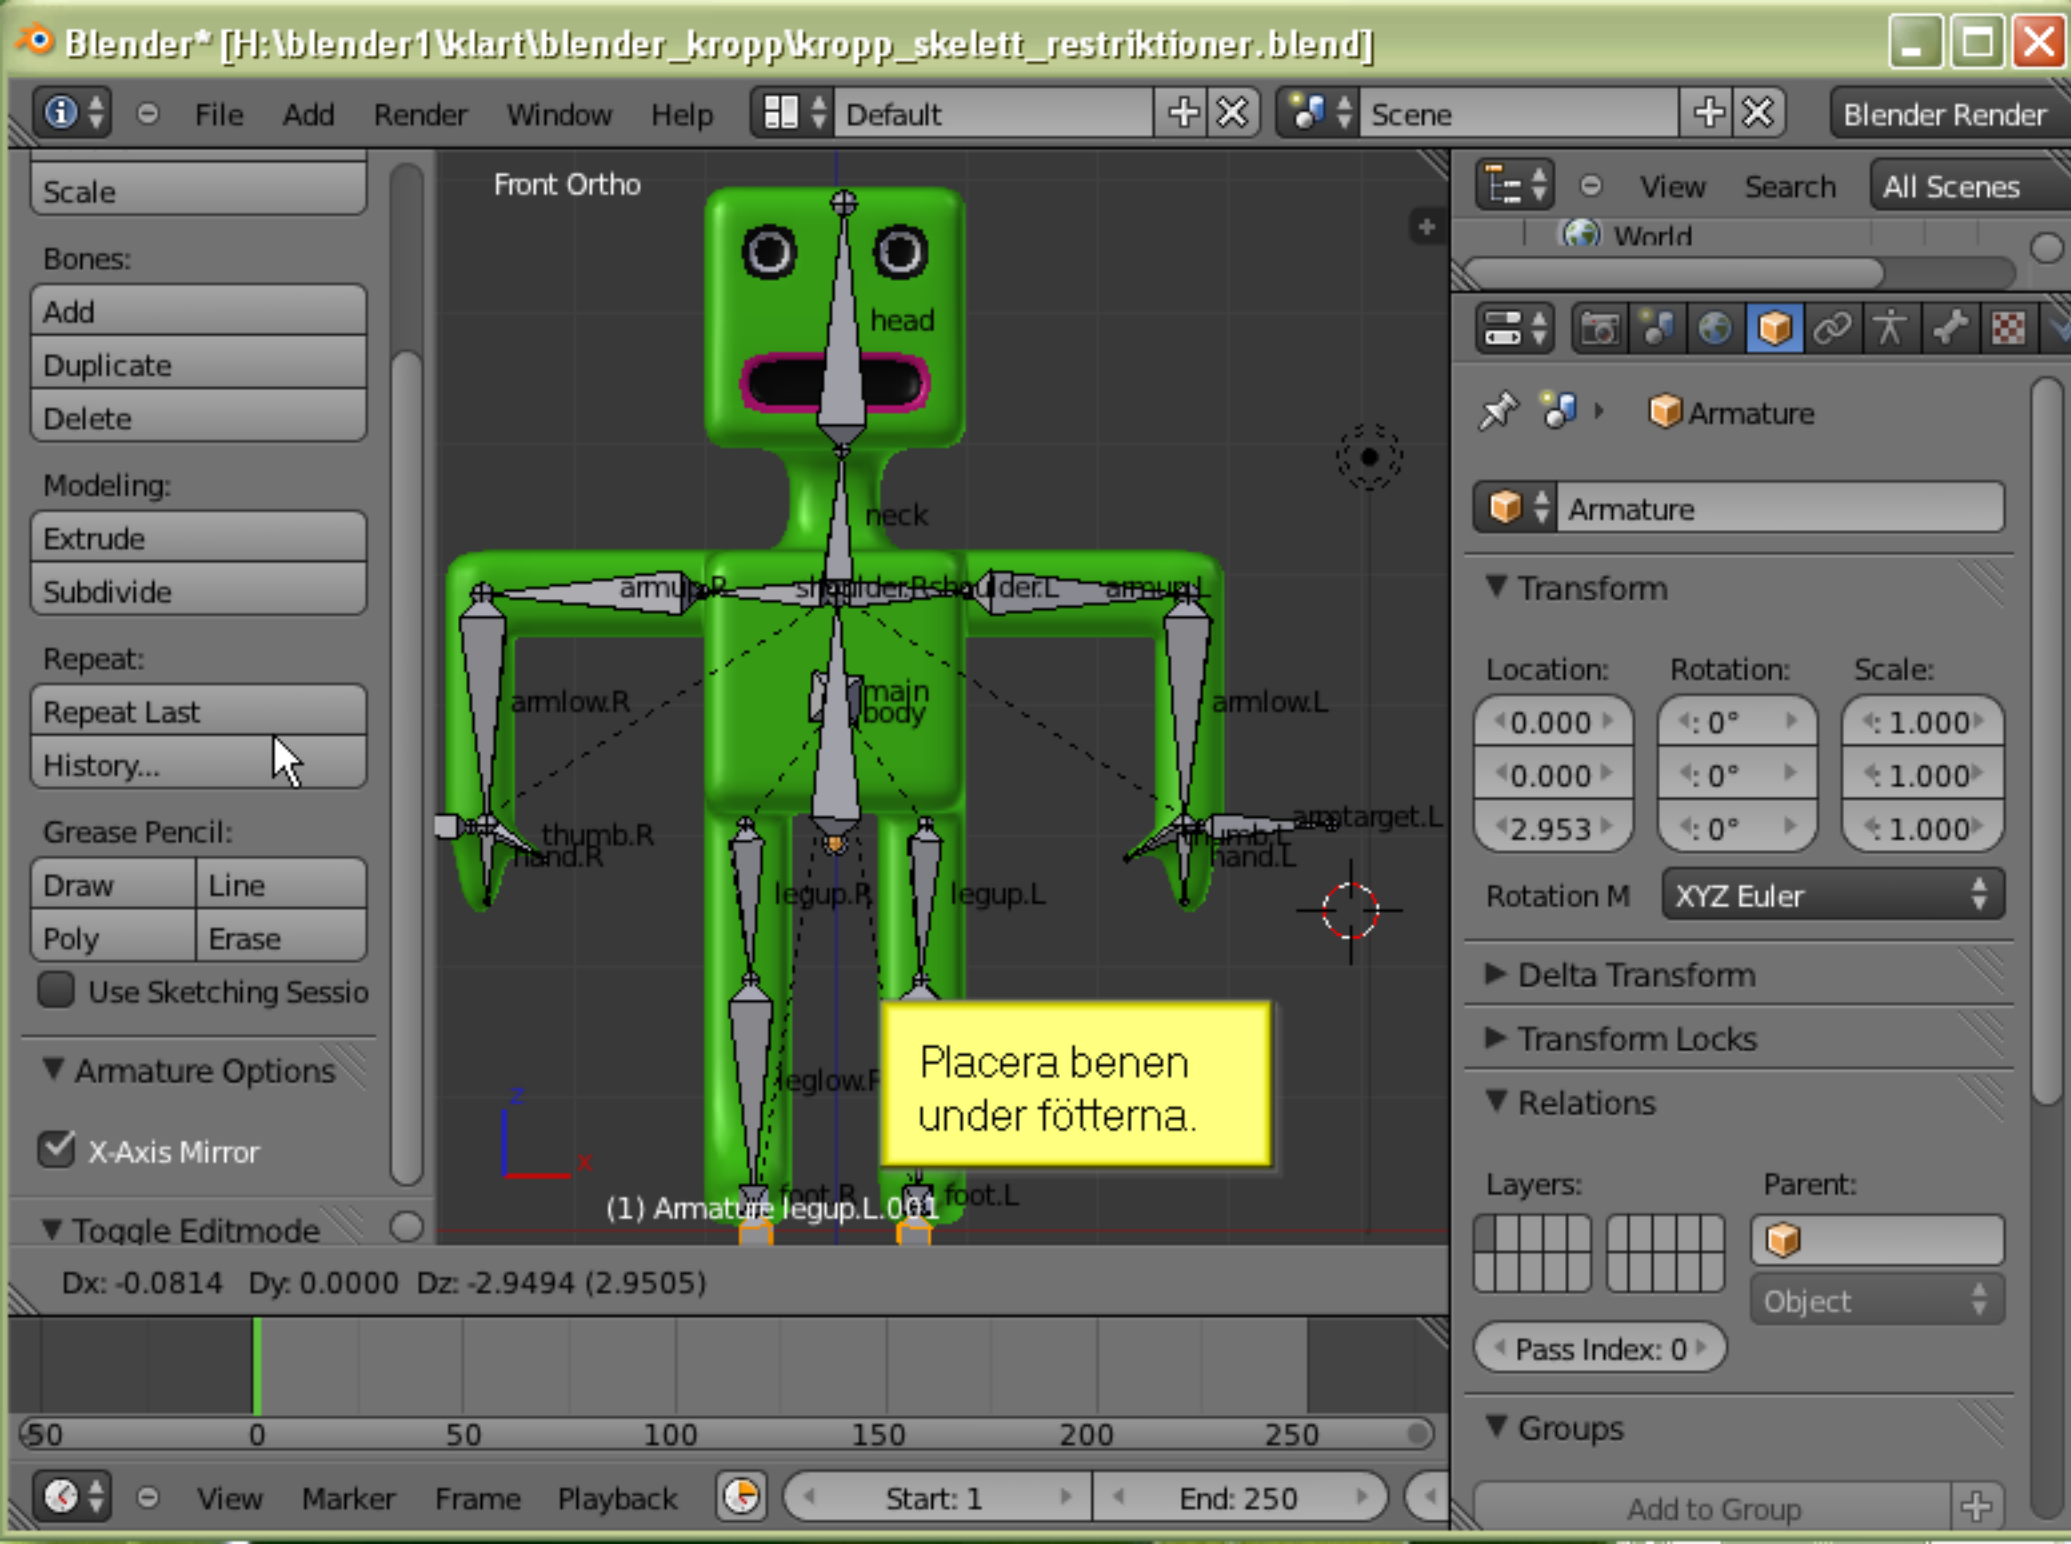 Blender* [H:\blender1\klart\blender_kropp\kropp_skelett_restriktioner.blend]
File Add Render Window Help Default Scene Blender Render
Scale
Bones:
Add
Duplicate
Delete
Modeling:
Extrude
Subdivide
Repeat:
Repeat Last
History...
Grease Pencil:
Draw Line
Poly Erase
Use Sketching Sessio
Armature Options
X-Axis Mirror
Toggle Editmode
Front Ortho
head
neck
armup.R shoulder.R shoulder.L armup.L
main
body
armlow.R armlow.L
thumb.R
hand.R
armtarget.L
thumb.L
hand.L
legup.R legup.L
leglow.R
Placera benen
under fötterna.
z
x
foot.R foot.L
(1) Armature legup.L.001
Dx: -0.0814 Dy: 0.0000 Dz: -2.9494 (2.9505)
-50 0 50 100 150 200 250
View Marker Frame Playback Start: 1 End: 250
View Search All Scenes
World
Armature
Armature
Transform
Location: Rotation: Scale:
0.000 : 0° : 1.000
0.000 : 0° : 1.000
2.953 : 0° : 1.000
Rotation M XYZ Euler
Delta Transform
Transform Locks
Relations
Layers: Parent:
Object
Pass Index: 0
Groups
Add to Group